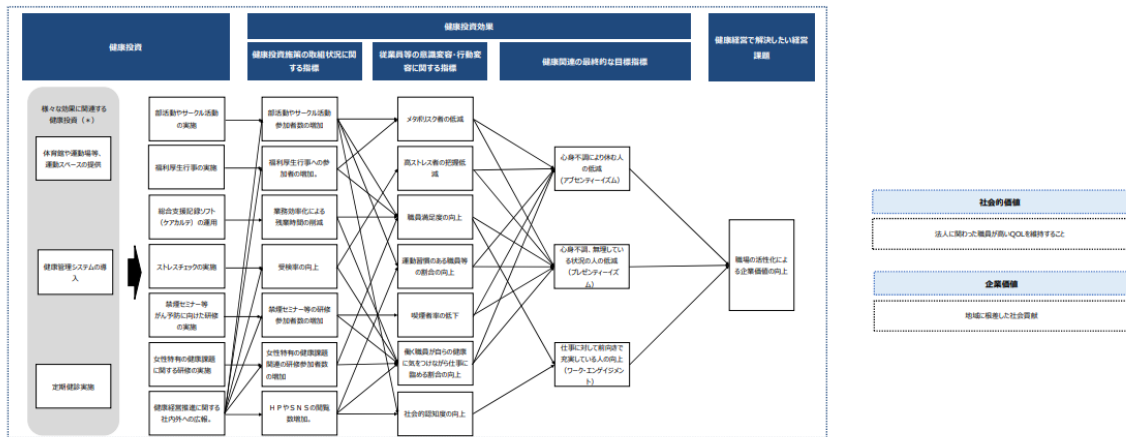 健康投資
健康投資効果
健康経営で解決したい経営
課題
健康投資施策の取組状況に関
する指標
従業員等の意識変容・行動変
容に関する指標
健康関連の最終的な目標指標
様々な効果に関連する
健康投資（＊）
体育館や運動場等、
運動スペースの提供
健康管理システムの導
入
定期健診実施
部活動やサークル活動
の実施
福利厚生行事の実施
総合支援記録ソフト
（ケアカルテ）の運用
ストレスチェックの実施
禁煙セミナー等
がん予防に向けた研修
の実施
女性特有の健康課題
に関する研修の実施
健康経営推進に関する
社内外への広報。
部活動やサークル活動
参加者数の増加
福利厚生行事への参
加者の増加。
業務効率化による
残業時間の削減
受検率の向上
禁煙セミナー等の研修
参加者数の増加
女性特有の健康課題
関連の研修参加者数
の増加
ＨＰやＳＮＳの閲覧
数増加。
メタボリスク者の低減
高ストレス者の把握低
減
職員満足度の向上
運動習慣のある職員等
の割合の向上
喫煙者率の低下
働く職員が自らの健康
に気をつけながら仕事に
臨める割合の向上
社会的認知度の向上
心身不調により休む人
の低減
（アブセンティーイズム）
心身不調、無理してい
る状況の人の低減
（プレゼンティーイズ
ム）
仕事に対して前向きで
充実している人の向上
（ワーク・エンゲイジメ
ント）
職場の活性化によ
る企業価値の向上
社会的価値
法人に関わった職員が高いQOLを維持すること
企業価値
地域に根差した社会貢献